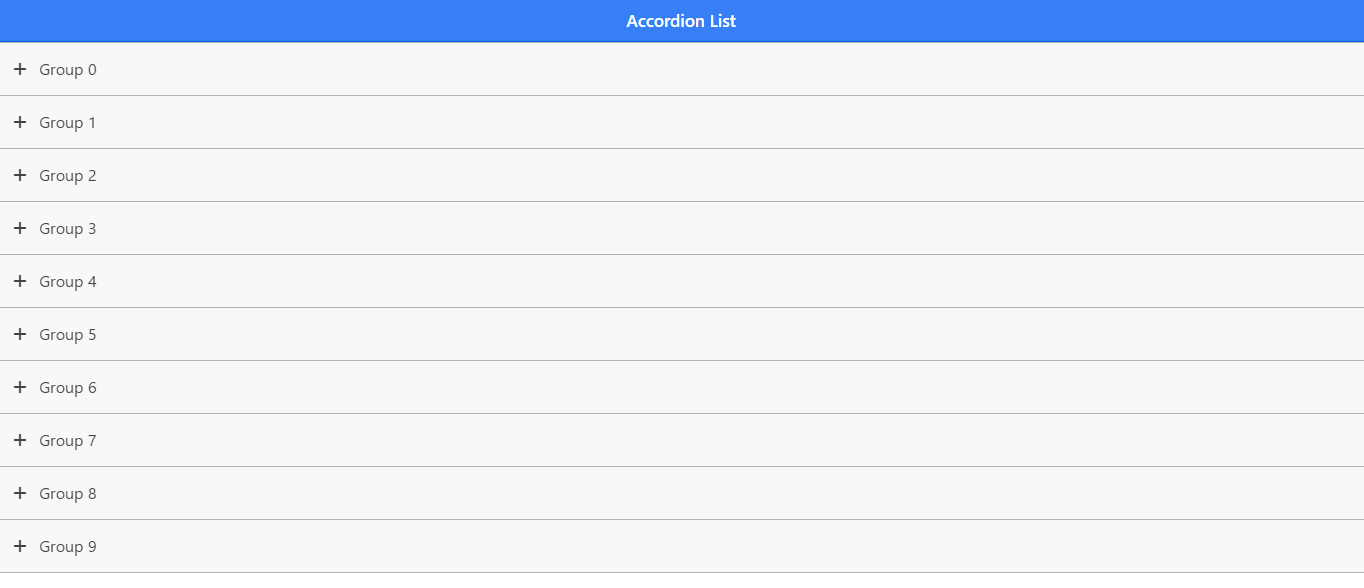 Accordion List
+ Group 0
+ Group 1
+ Group 2
+ Group 3
+ Group 4
+ Group 5
+ Group 6
+ Group 7
+ Group 8
+ Group 9